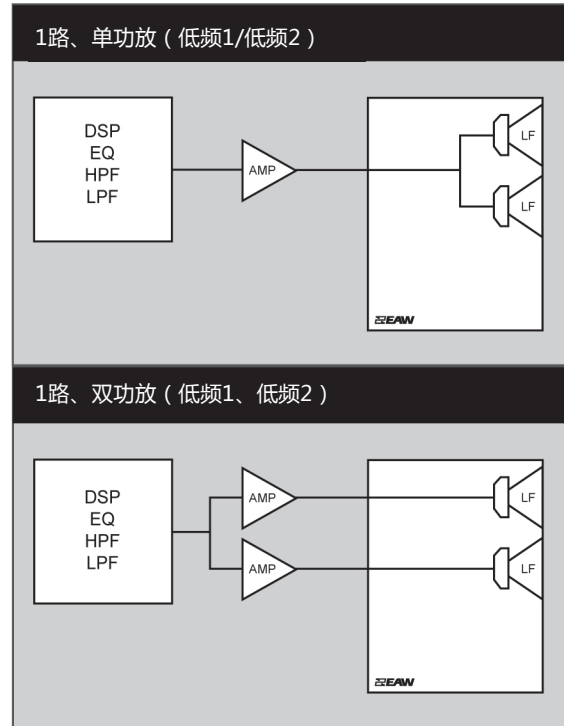 1路、单功放（低频1/低频2）
DSP
EQ
HPF
LPF
AMP
LF
LF
EAW
1路、双功放（低频1、低频2）
DSP
EQ
HPF
LPF
AMP
AMP
LF
LF
EAW